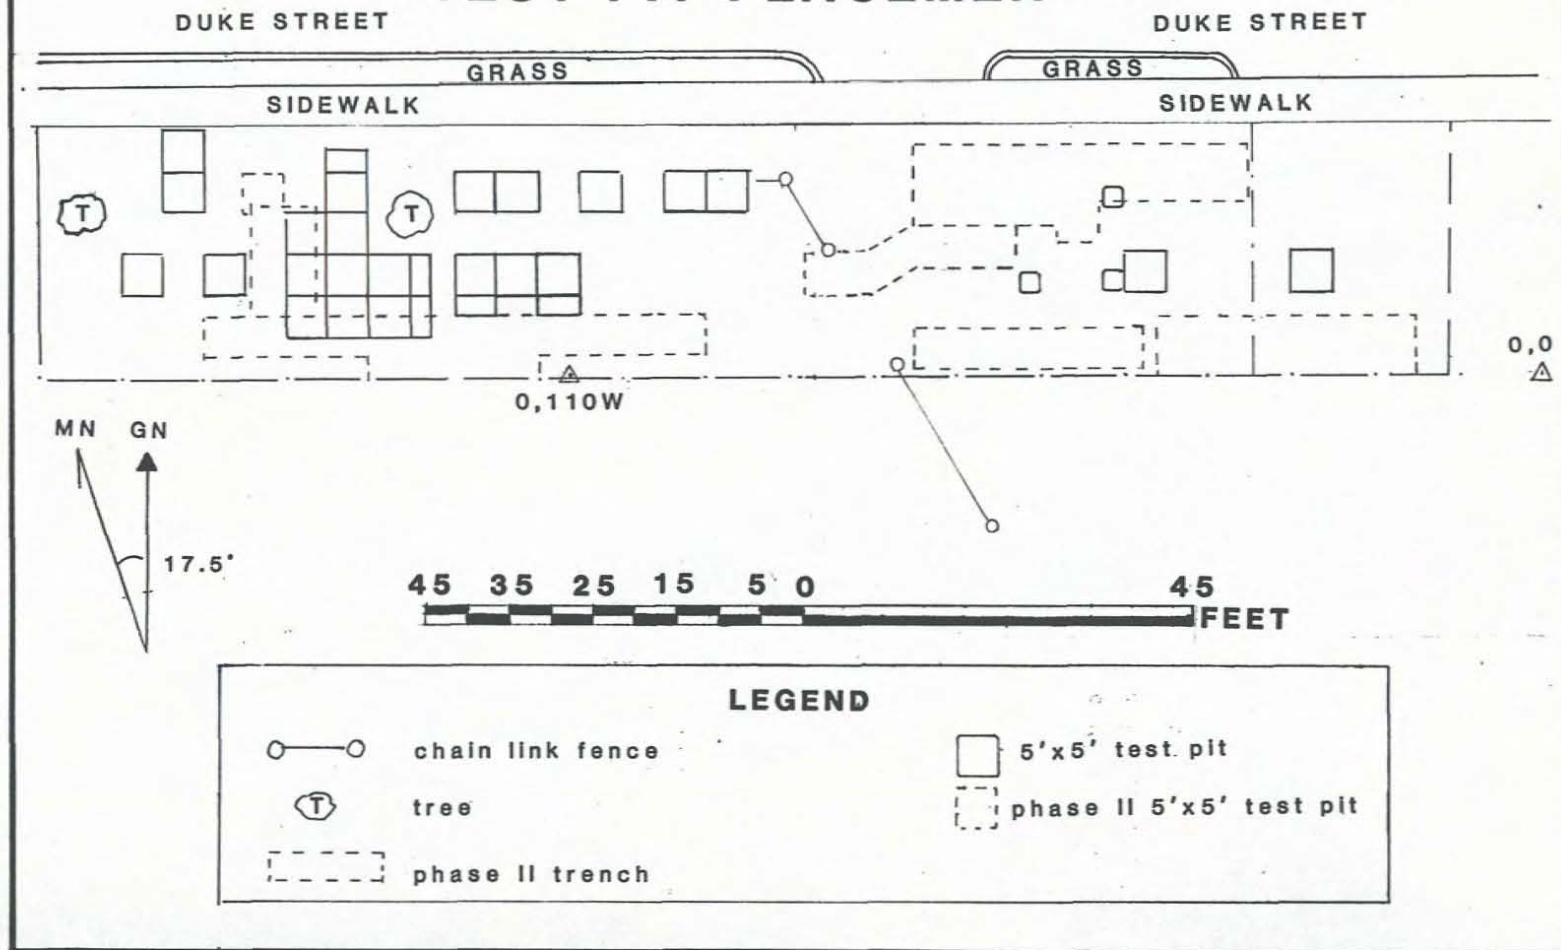 DUKE STREET DUKE STREET
GRASS GRASS
SIDEWALK SIDEWALK
T T
0,0
0,110W
MN GN
17.5°
45 35 25 15 5 0 45
FEET
LEGEND
chain link fence
5'x5' test pit
T tree
phase II 5'x5' test pit
phase II trench